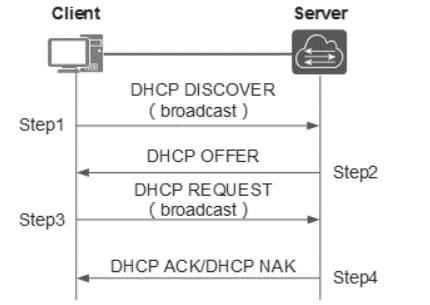 Client
Server
DHCP DISCOVER
( broadcast )
Step1
DHCP OFFER
Step2
DHCP REQUEST
( broadcast )
Step3
DHCP ACK/DHCP NAK
Step4